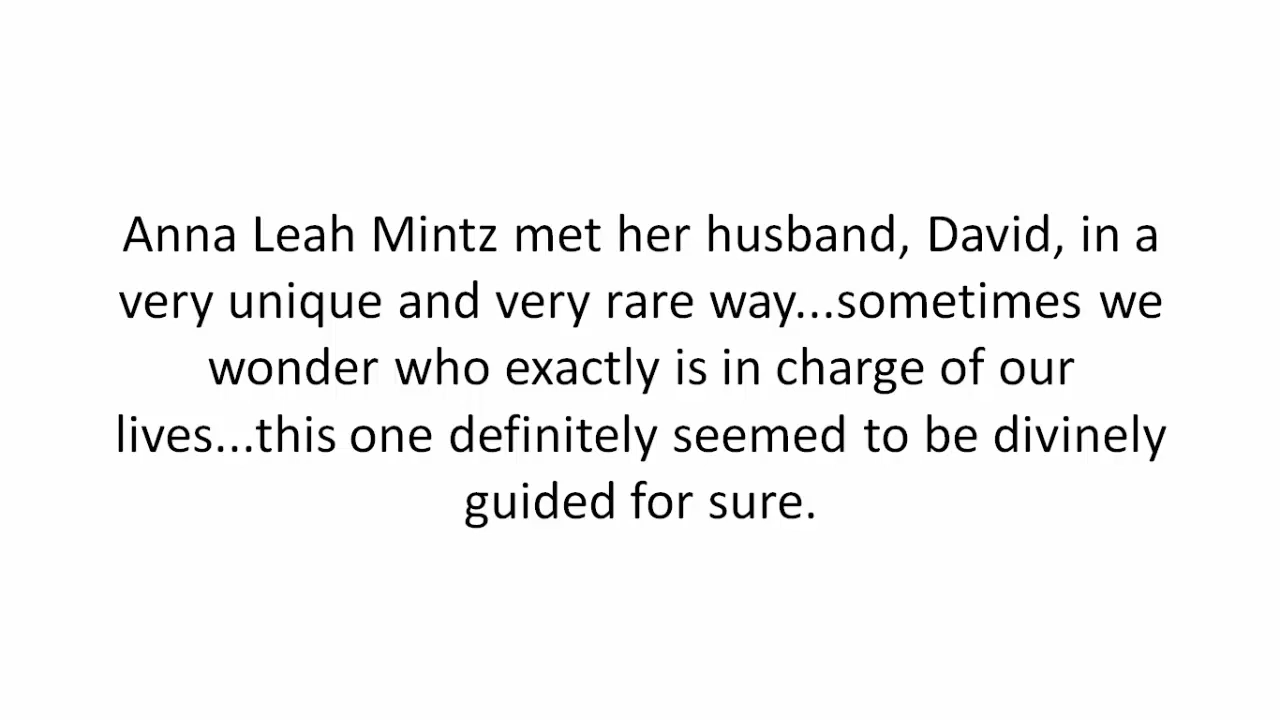 Anna Leah Mintz met her husband, David, in a
very unique and very rare way...sometimes we
wonder who exactly is in charge of our
lives...this one definitely seemed to be divinely
guided for sure.